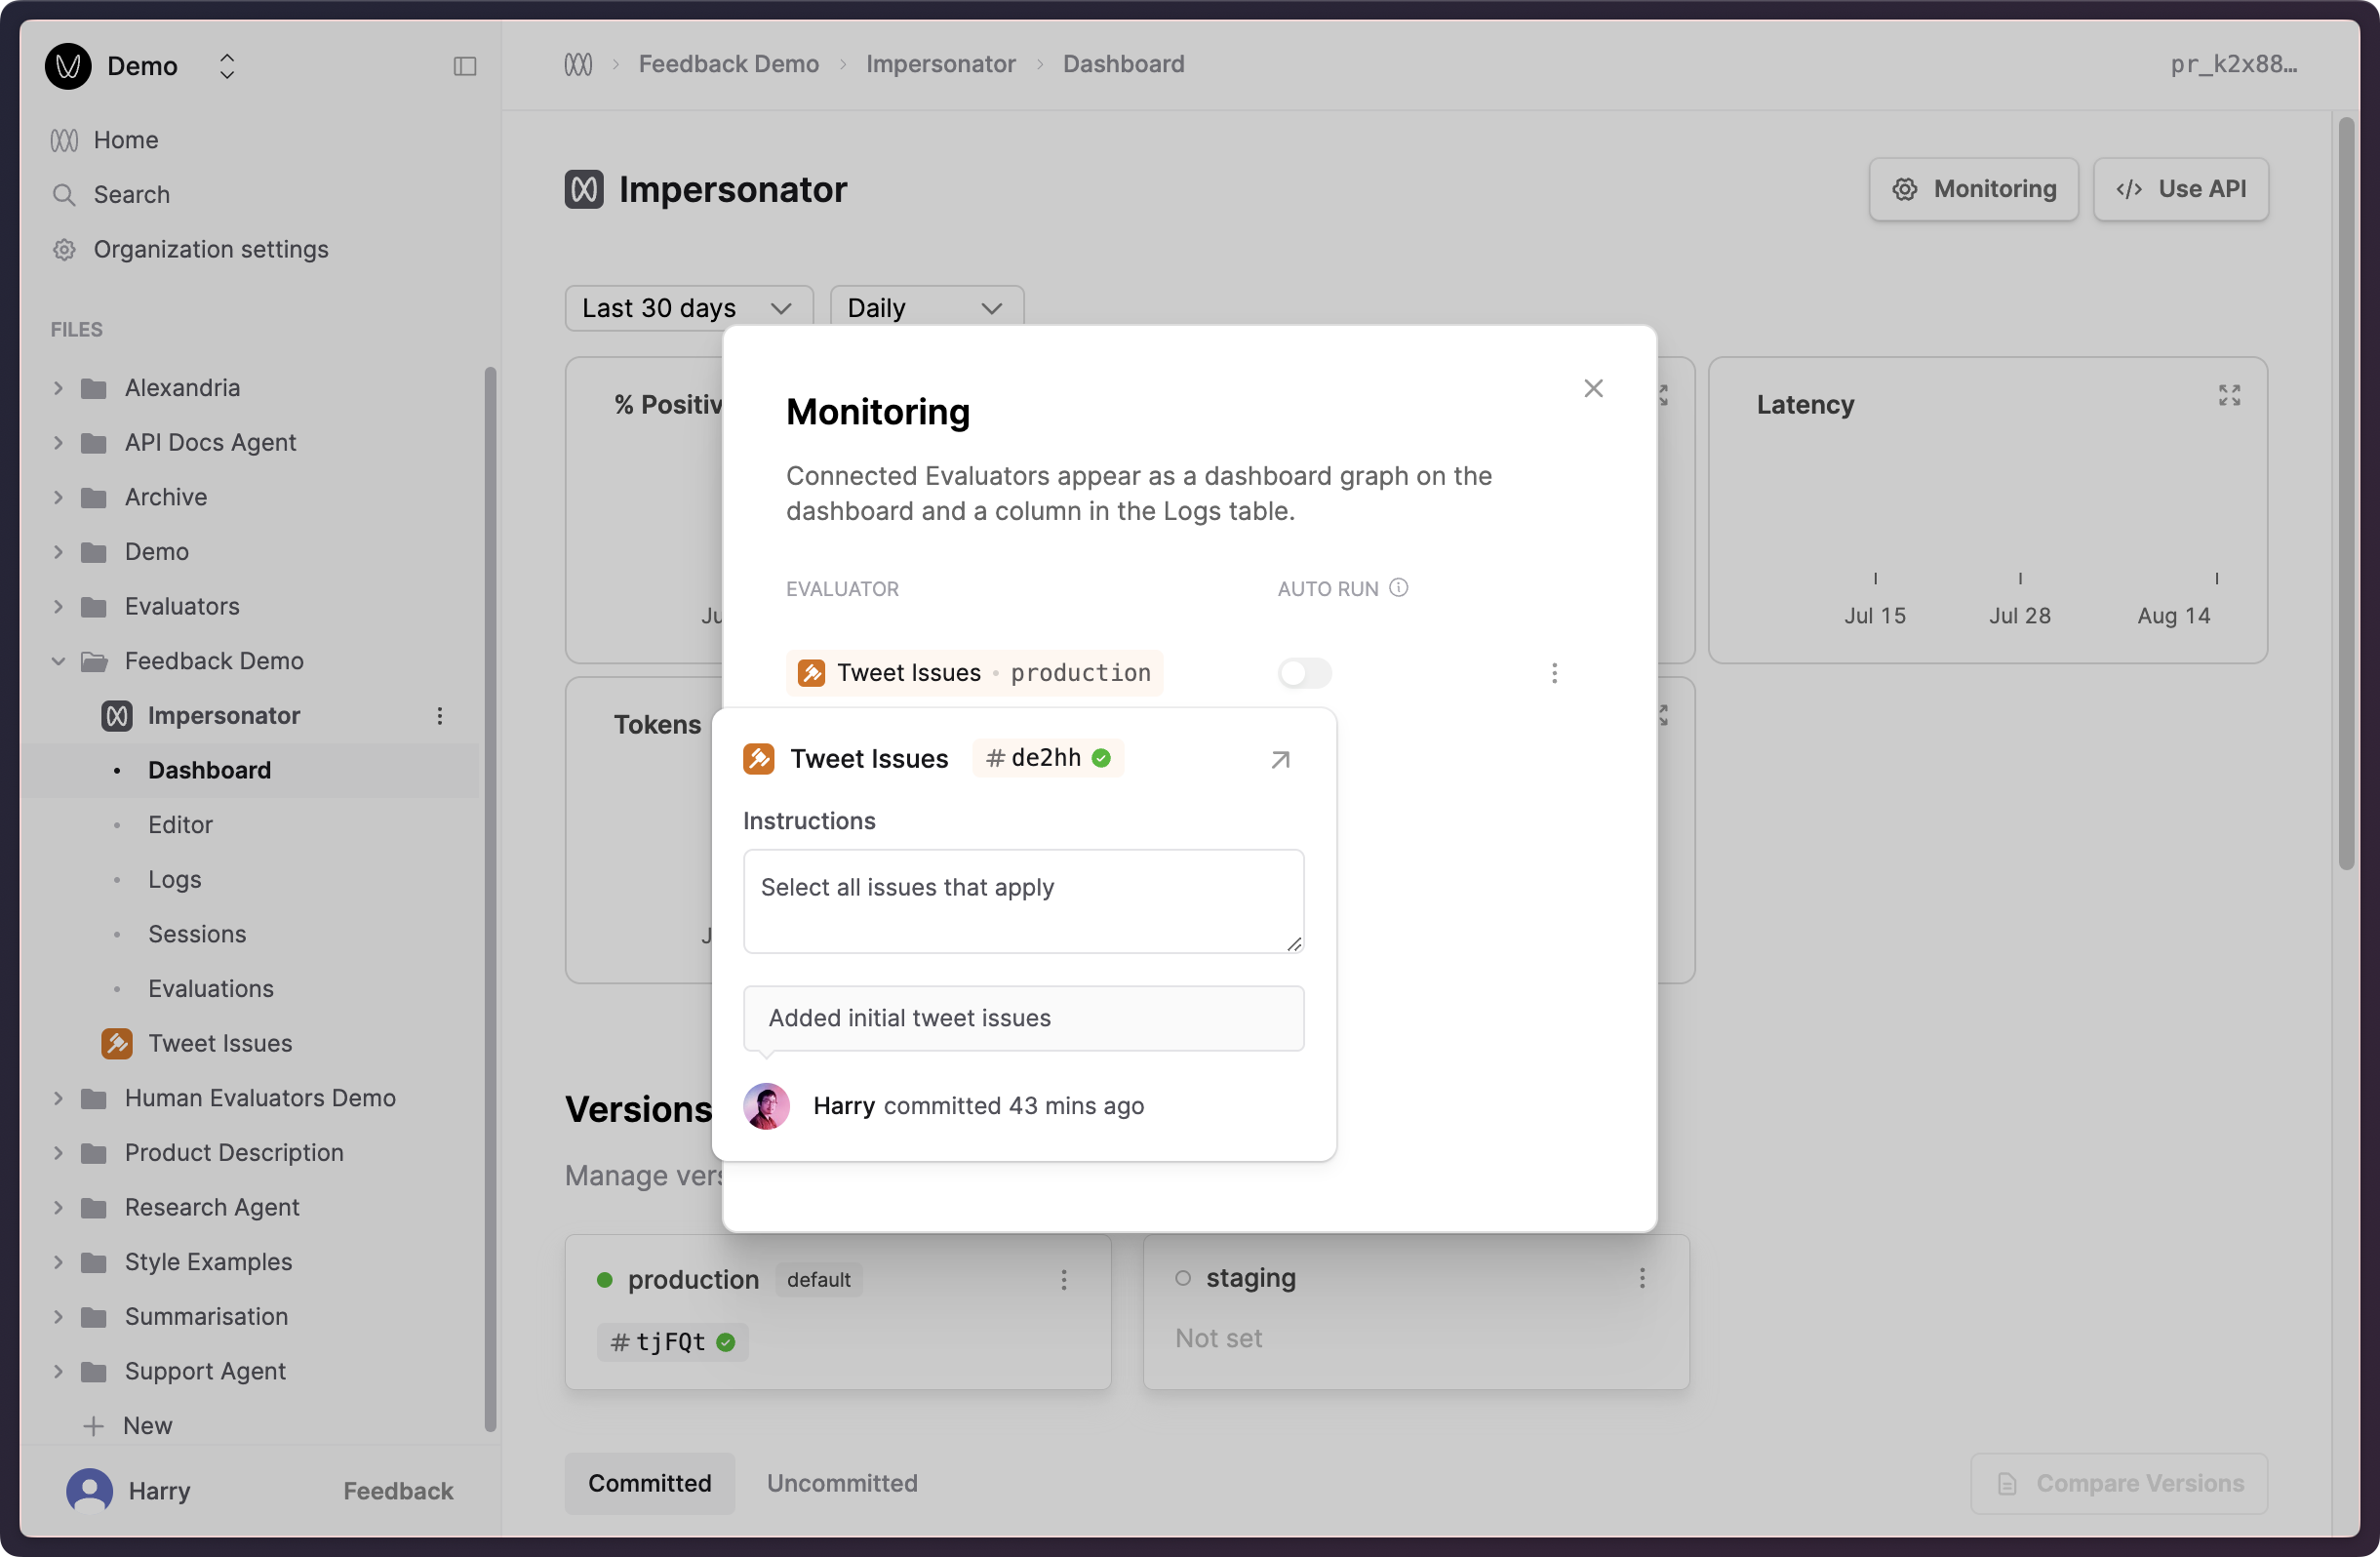 Demo
Home
Search
Organization settings
FILES
Alexandria
API Docs Agent
Archive
Demo
Evaluators
Feedback Demo
Impersonator
Dashboard
Editor
Logs
Sessions
Evaluations
Tweet Issues
Human Evaluators Demo
Product Description
Research Agent
Style Examples
Summarisation
Support Agent
New
Harry
Feedback
Feedback Demo > Impersonator > Dashboard
pr_k2x88…
Impersonator
Monitoring
Use API
Last 30 days
Daily
% Positiv
Latency
Jul 15
Jul 28
Aug 14
Tokens
Monitoring
Connected Evaluators appear as a dashboard graph on the
dashboard and a column in the Logs table.
EVALUATOR
AUTO RUN
Tweet Issues • production
Tweet Issues
# de2hh
Instructions
Select all issues that apply
Added initial tweet issues
Harry committed 43 mins ago
Versions
Manage vers
production
default
# tjFQt
staging
Not set
Committed
Uncommitted
Compare Versions